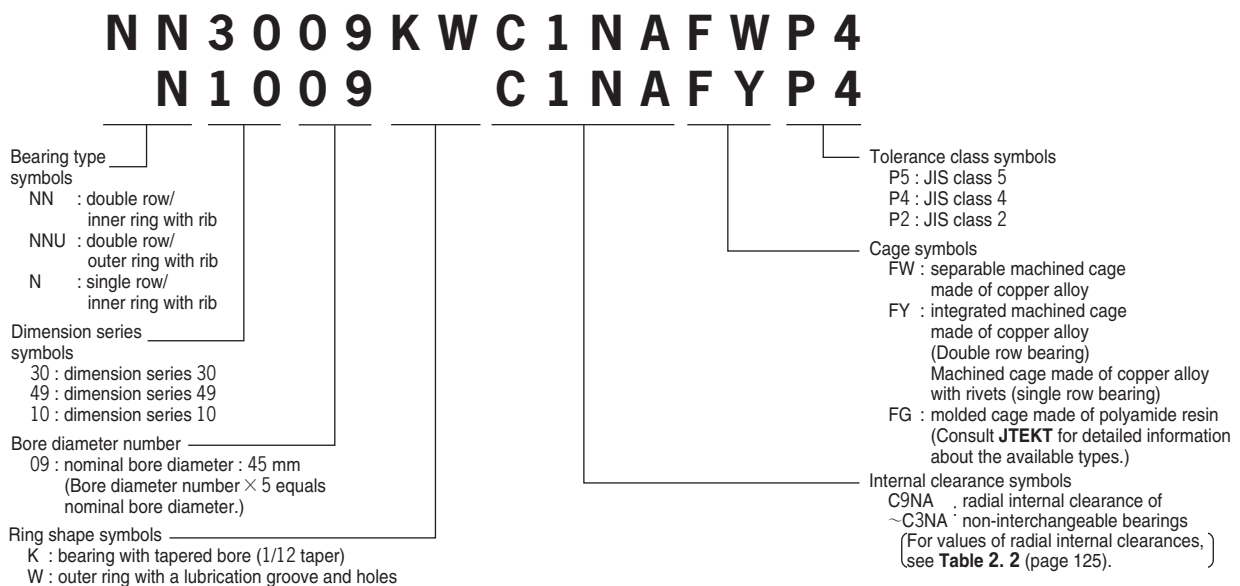 NN3009KWC1NAFWP4
N1009 C1NAFYP4
Bearing type
symbols
NN : double row/
inner ring with rib
NNU : double row/
outer ring with rib
N : single row/
inner ring with rib
Dimension series
symbols
30 : dimension series 30
49 : dimension series 49
10 : dimension series 10
Bore diameter number
09 : nominal bore diameter : 45 mm
(Bore diameter number × 5 equals
nominal bore diameter.)
Ring shape symbols
K : bearing with tapered bore (1/12 taper)
W : outer ring with a lubrication groove and holes
Tolerance class symbols
P5 : JIS class 5
P4 : JIS class 4
P2 : JIS class 2
Cage symbols
FW : separable machined cage
made of copper alloy
FY : integrated machined cage
made of copper alloy
(Double row bearing)
Machined cage made of copper alloy
with rivets (single row bearing)
FG : molded cage made of polyamide resin
(Consult JTEKT for detailed information
about the available types.)
Internal clearance symbols
C9NA : radial internal clearance of
~C3NA non-interchangeable bearings
(For values of radial internal clearances,
see Table 2. 2 (page 125).)